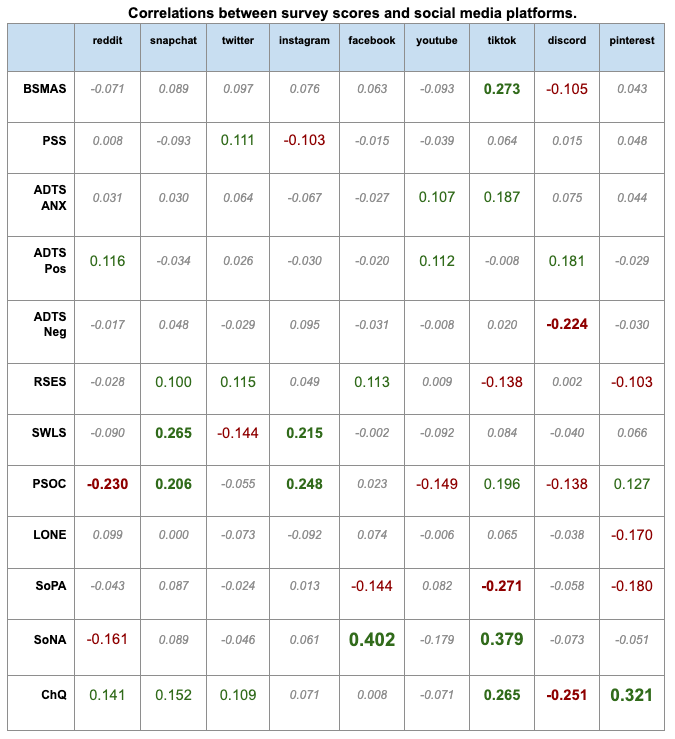 Correlations between survey scores and social media platforms.
reddit snapchat twitter instagram facebook youtube tiktok discord pinterest
BSMAS -0.071 0.089 0.097 0.076 0.063 -0.093 0.273 -0.105 0.043
PSS 0.008 -0.093 0.111 -0.103 -0.015 -0.039 0.064 0.015 0.048
ADTS
ANX 0.031 0.030 0.064 -0.067 -0.027 0.107 0.187 0.075 0.044
ADTS
Pos 0.116 -0.034 0.026 -0.030 -0.020 0.112 -0.008 0.181 -0.029
ADTS
Neg -0.017 0.048 -0.029 0.095 -0.031 -0.008 0.020 -0.224 -0.030
RSES -0.028 0.100 0.115 0.049 0.113 0.009 -0.138 0.002 -0.103
SWLS -0.090 0.265 -0.144 0.215 -0.002 -0.092 0.084 -0.040 0.066
PSOC -0.230 0.206 -0.055 0.248 0.023 -0.149 0.196 -0.138 0.127
LONE 0.099 0.000 -0.073 -0.092 0.074 -0.006 0.065 -0.038 -0.170
SoPA -0.043 0.087 -0.024 0.013 -0.144 0.082 -0.271 -0.058 -0.180
SoNA -0.161 0.089 -0.046 0.061 0.402 -0.179 0.379 -0.073 -0.051
ChQ 0.141 0.152 0.109 0.071 0.008 -0.071 0.265 -0.251 0.321